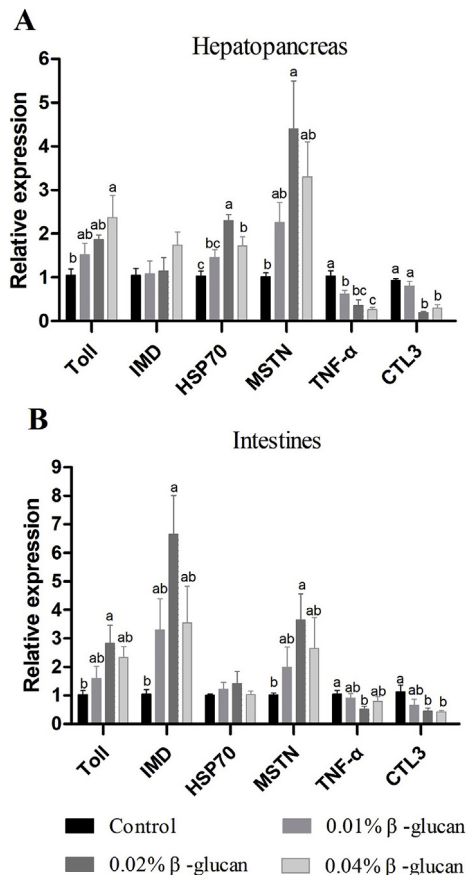 A
Hepatopancreas
Relative expression
6
5
4
3
2
1
0
b ab ab a
c bc a b
b ab a ab
a b bc c
a a b b
Toll IMD HSP70 MSTN TNF-α CTL3
B
Intestines
Relative expression
9
8
7
6
5
4
3
2
1
0
b ab a ab
b ab a ab
b ab a ab
a ab b ab
a ab b b
Toll IMD HSP70 MSTN TNF-α CTL3
Control 0.01% β -glucan
0.02% β -glucan 0.04% β -glucan